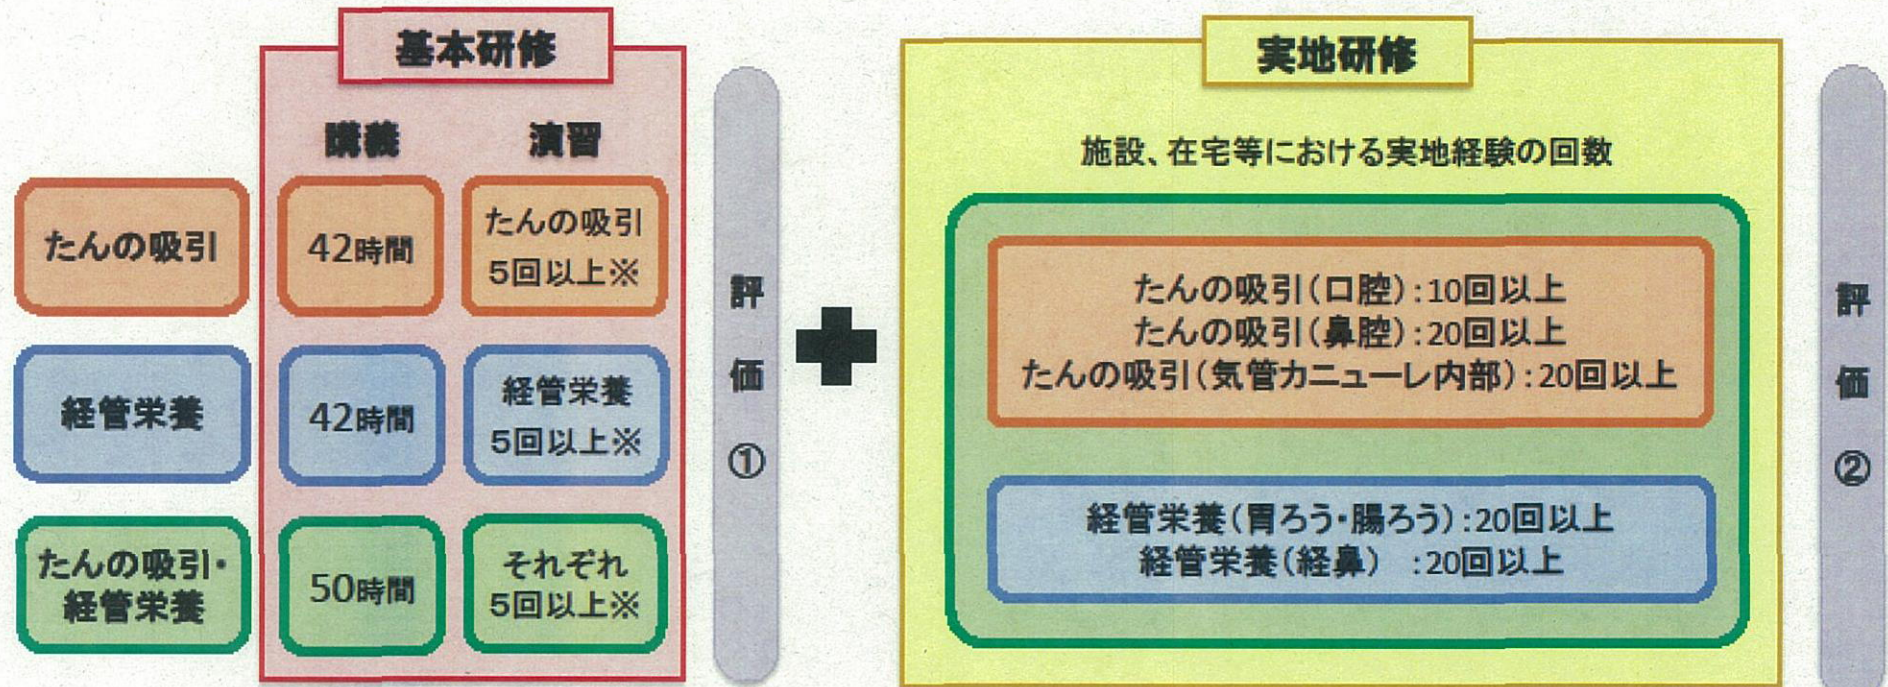 基本研修
講義
演習
たんの吸引
42時間
たんの吸引
5回以上※
経管栄養
42時間
経管栄養
5回以上※
たんの吸引・
経管栄養
50時間
それぞれ
5回以上※
評価①
実地研修
施設、在宅等における実地経験の回数
たんの吸引(口腔):10回以上
たんの吸引(鼻腔):20回以上
たんの吸引(気管カニューレ内部):20回以上
経管栄養(胃ろう・腸ろう):20回以上
経管栄養(経鼻) :20回以上
評価②